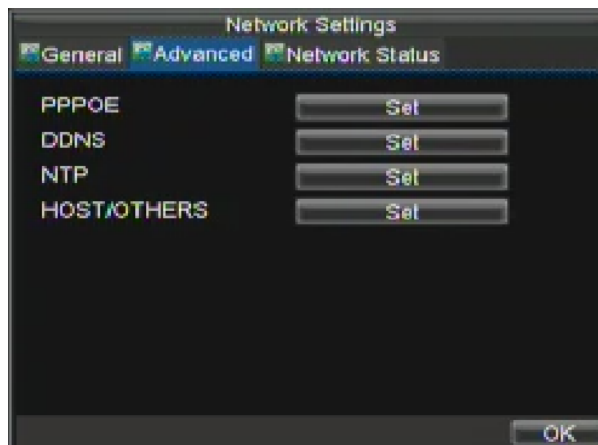 Network Settings
General Advanced Network Status
PPPOE Set
DDNS Set
NTP Set
HOST/OTHERS Set
OK